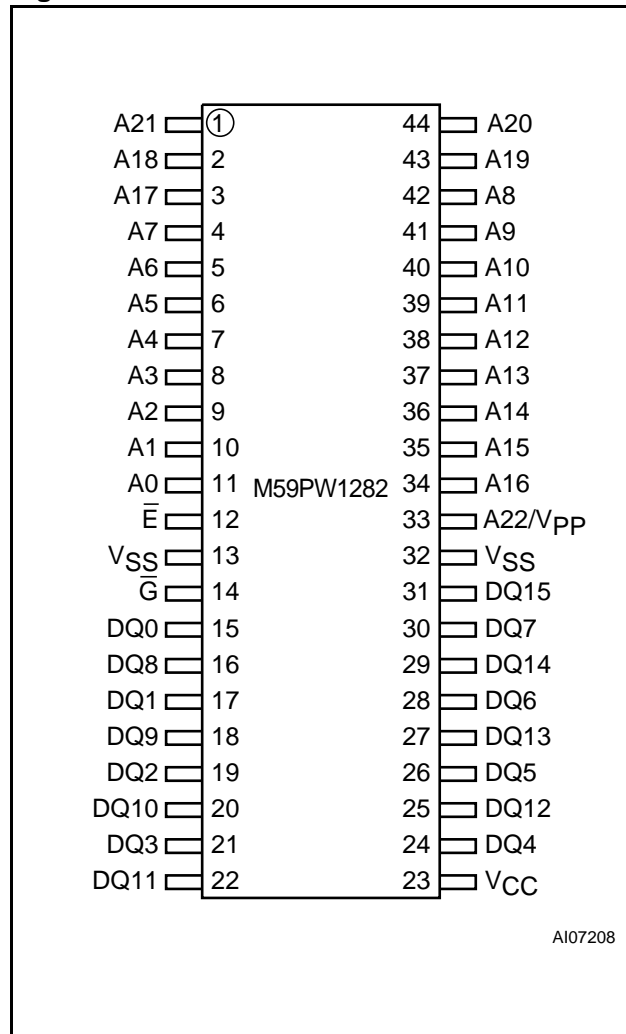 A21 1 44 A20
A18 2 43 A19
A17 3 42 A8
A7 4 41 A9
A6 5 40 A10
A5 6 39 A11
A4 7 38 A12
A3 8 37 A13
A2 9 36 A14
A1 10 35 A15
A0 11 M59PW1282 34 A16
E̅ 12 33 A22/VPP
VSS 13 32 VSS
G̅ 14 31 DQ15
DQ0 15 30 DQ7
DQ8 16 29 DQ14
DQ1 17 28 DQ6
DQ9 18 27 DQ13
DQ2 19 26 DQ5
DQ10 20 25 DQ12
DQ3 21 24 DQ4
DQ11 22 23 VCC
AI07208